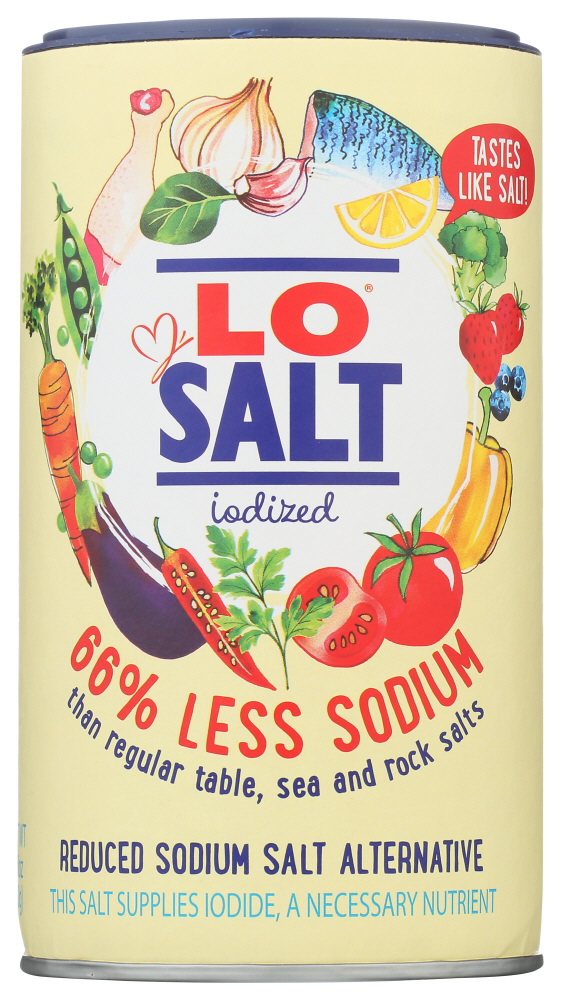 TASTES
LIKE SALT!
LO®
SALT
iodized
66% LESS SODIUM
than regular table, sea and rock salts
REDUCED SODIUM SALT ALTERNATIVE
THIS SALT SUPPLIES IODIDE, A NECESSARY NUTRIENT